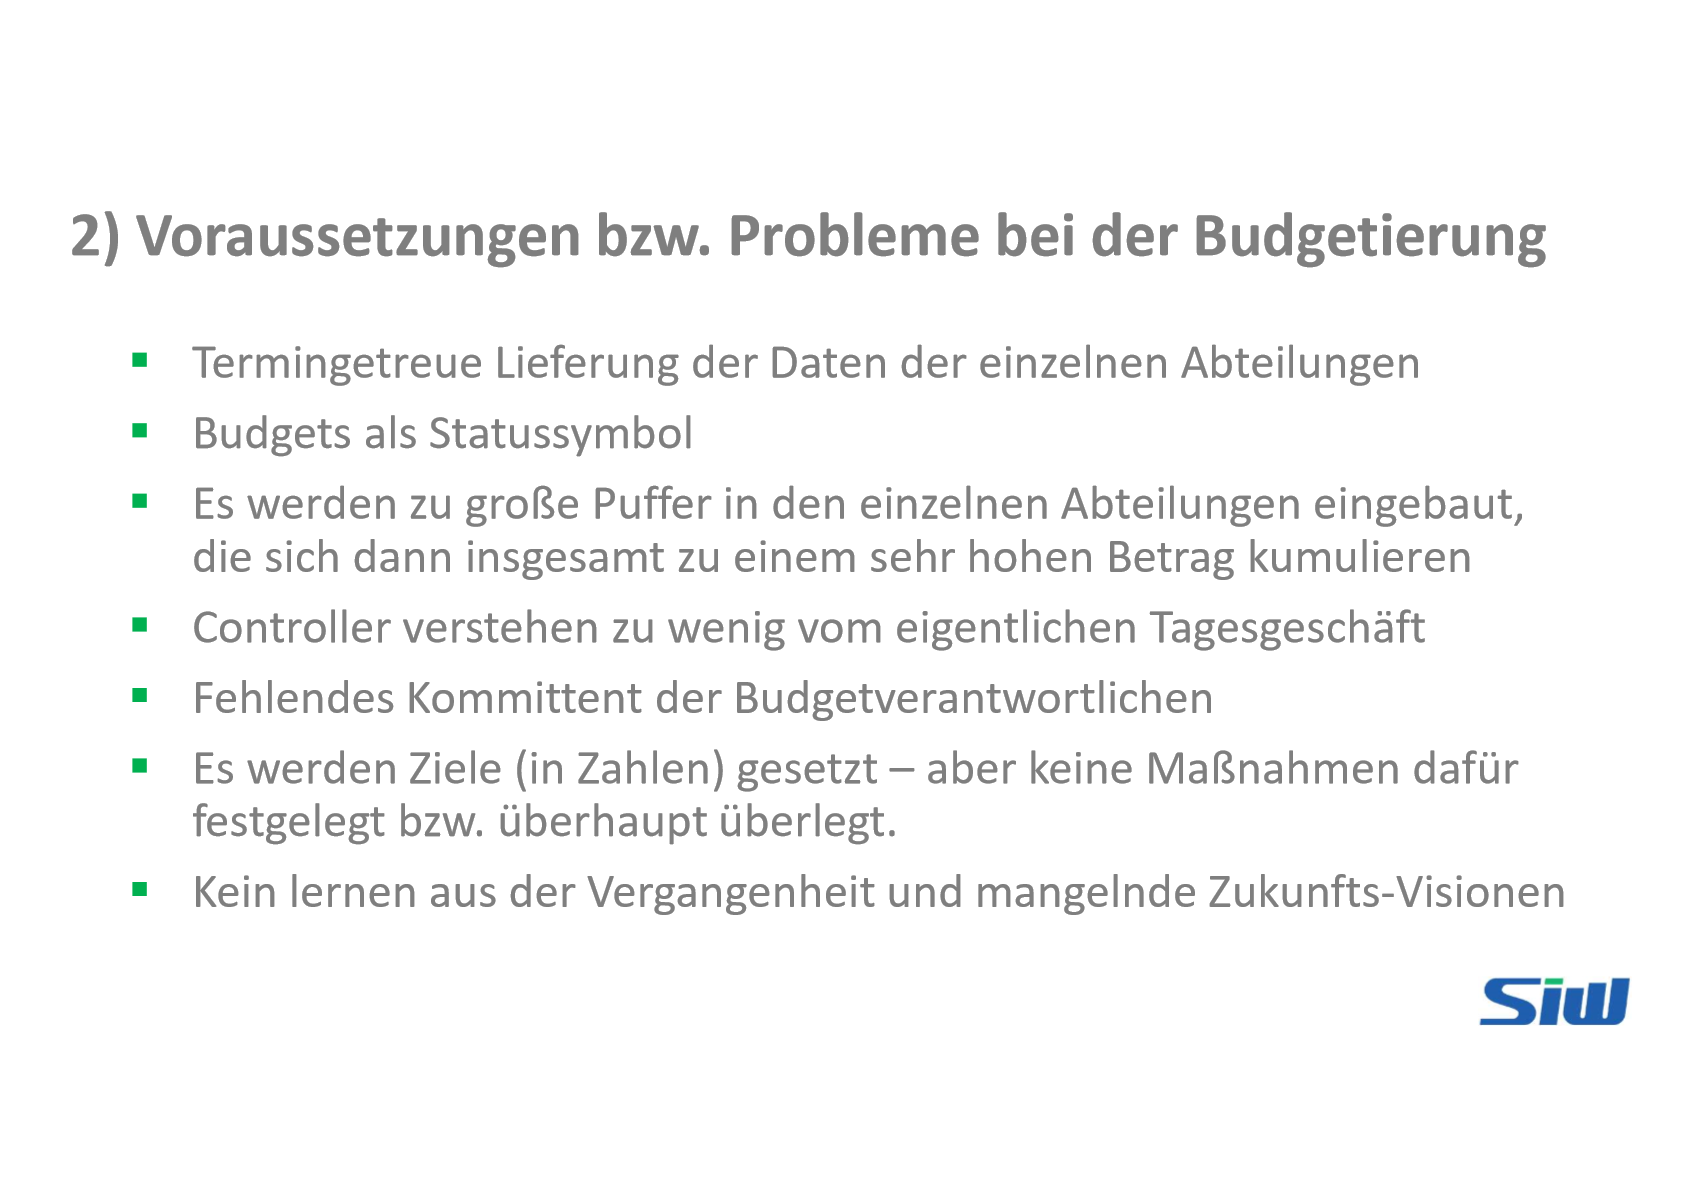 2) Voraussetzungen bzw. Probleme bei der Budgetierung
▪ Termingetreue Lieferung der Daten der einzelnen Abteilungen
▪ Budgets als Statussymbol
▪ Es werden zu große Puffer in den einzelnen Abteilungen eingebaut,
die sich dann insgesamt zu einem sehr hohen Betrag kumulieren
▪ Controller verstehen zu wenig vom eigentlichen Tagesgeschäft
▪ Fehlendes Kommittent der Budgetverantwortlichen
▪ Es werden Ziele (in Zahlen) gesetzt – aber keine Maßnahmen dafür
festgelegt bzw. überhaupt überlegt.
▪ Kein lernen aus der Vergangenheit und mangelnde Zukunfts-Visionen
Siw